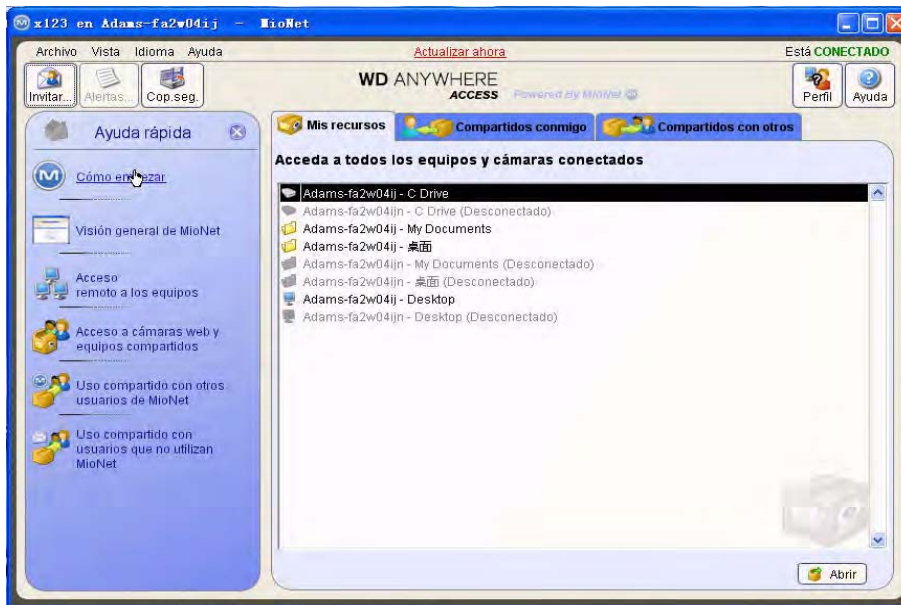 x123 en Adams-fa2w04ij - MioNet
Archivo Vista Idioma Ayuda
Actualizar ahora
Está CONECTADO
Invitar...
Alertas...
Cop.seg.
WD ANYWHERE
ACCESS Powered by MioNet
Perfil
Ayuda
Ayuda rápida
Cómo empezar
Visión general de MioNet
Acceso
remoto a los equipos
Acceso a cámaras web y
equipos compartidos
Uso compartido con otros
usuarios de MioNet
Uso compartido con
usuarios que no utilizan
MioNet
Mis recursos
Compartidos conmigo
Compartidos con otros
Acceda a todos los equipos y cámaras conectados
Adams-fa2w04ij - C Drive
Adams-fa2w04ijn - C Drive (Desconectado)
Adams-fa2w04ij - My Documents
Adams-fa2w04ij - 桌面
Adams-fa2w04ijn - My Documents (Desconectado)
Adams-fa2w04ijn - 桌面 (Desconectado)
Adams-fa2w04ij - Desktop
Adams-fa2w04ijn - Desktop (Desconectado)
Abrir